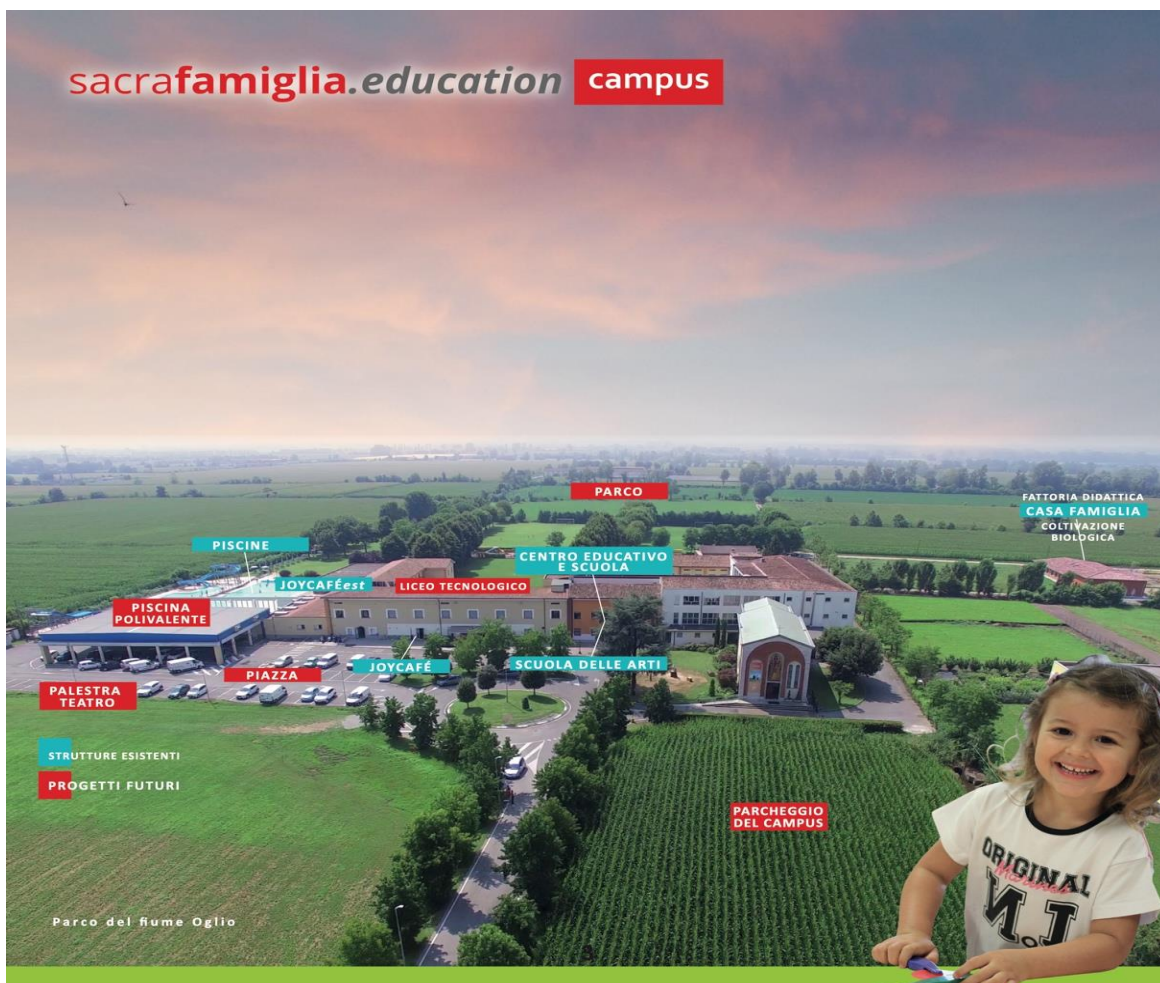 sacrafamiglia.education campus
PARCO
FATTORIA DIDATTICA
CASA FAMIGLIA
COLTIVAZIONE
BIOLOGICA
PISCINE
CENTRO EDUCATIVO
E SCUOLA
JOYCAFÉest
LICEO TECNOLOGICO
PISCINA
POLIVALENTE
JOYCAFÉ
SCUOLA DELLE ARTI
PIAZZA
PALESTRA
TEATRO
STRUTTURE ESISTENTI
PROGETTI FUTURI
PARCHEGGIO
DEL CAMPUS
ORIGINAL
N.J.
Parco del fiume Oglio